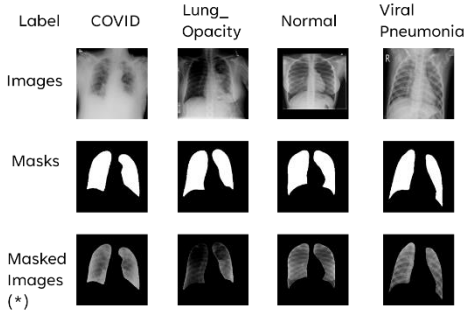 Label
COVID
Lung_
Opacity
Normal
Viral
Pneumonia
Images
R
Masks
Masked
Images
(*)